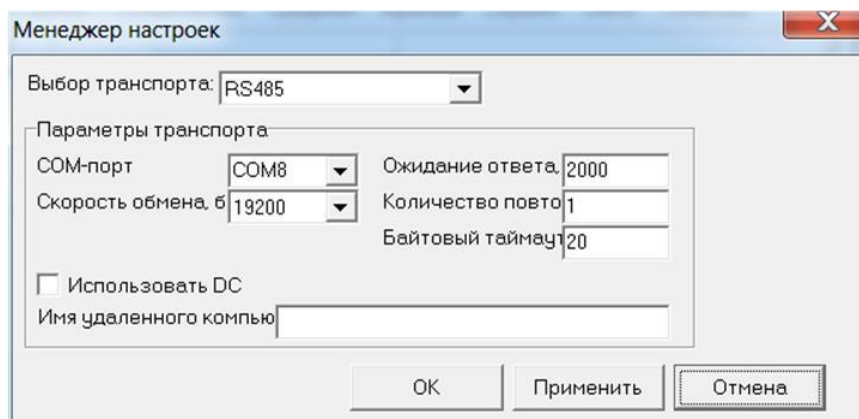 Менеджер настроек
Выбор транспорта: RS485
Параметры транспорта
COM-порт COM8 Ожидание ответа, 2000
Скорость обмена, б 19200 Количество повто 1
Байтовый таймаут 20
Использовать DC
Имя удаленного компью
OK Применить Отмена